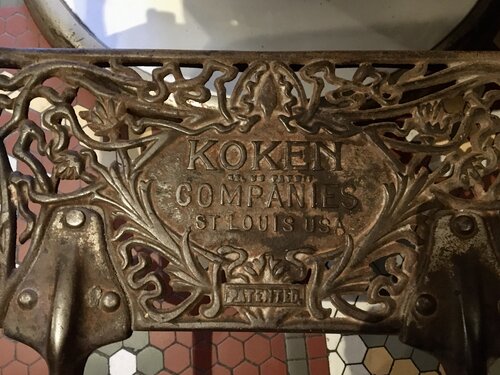 KOKEN
COMPANIES
ST LOUIS USA
PATENTED